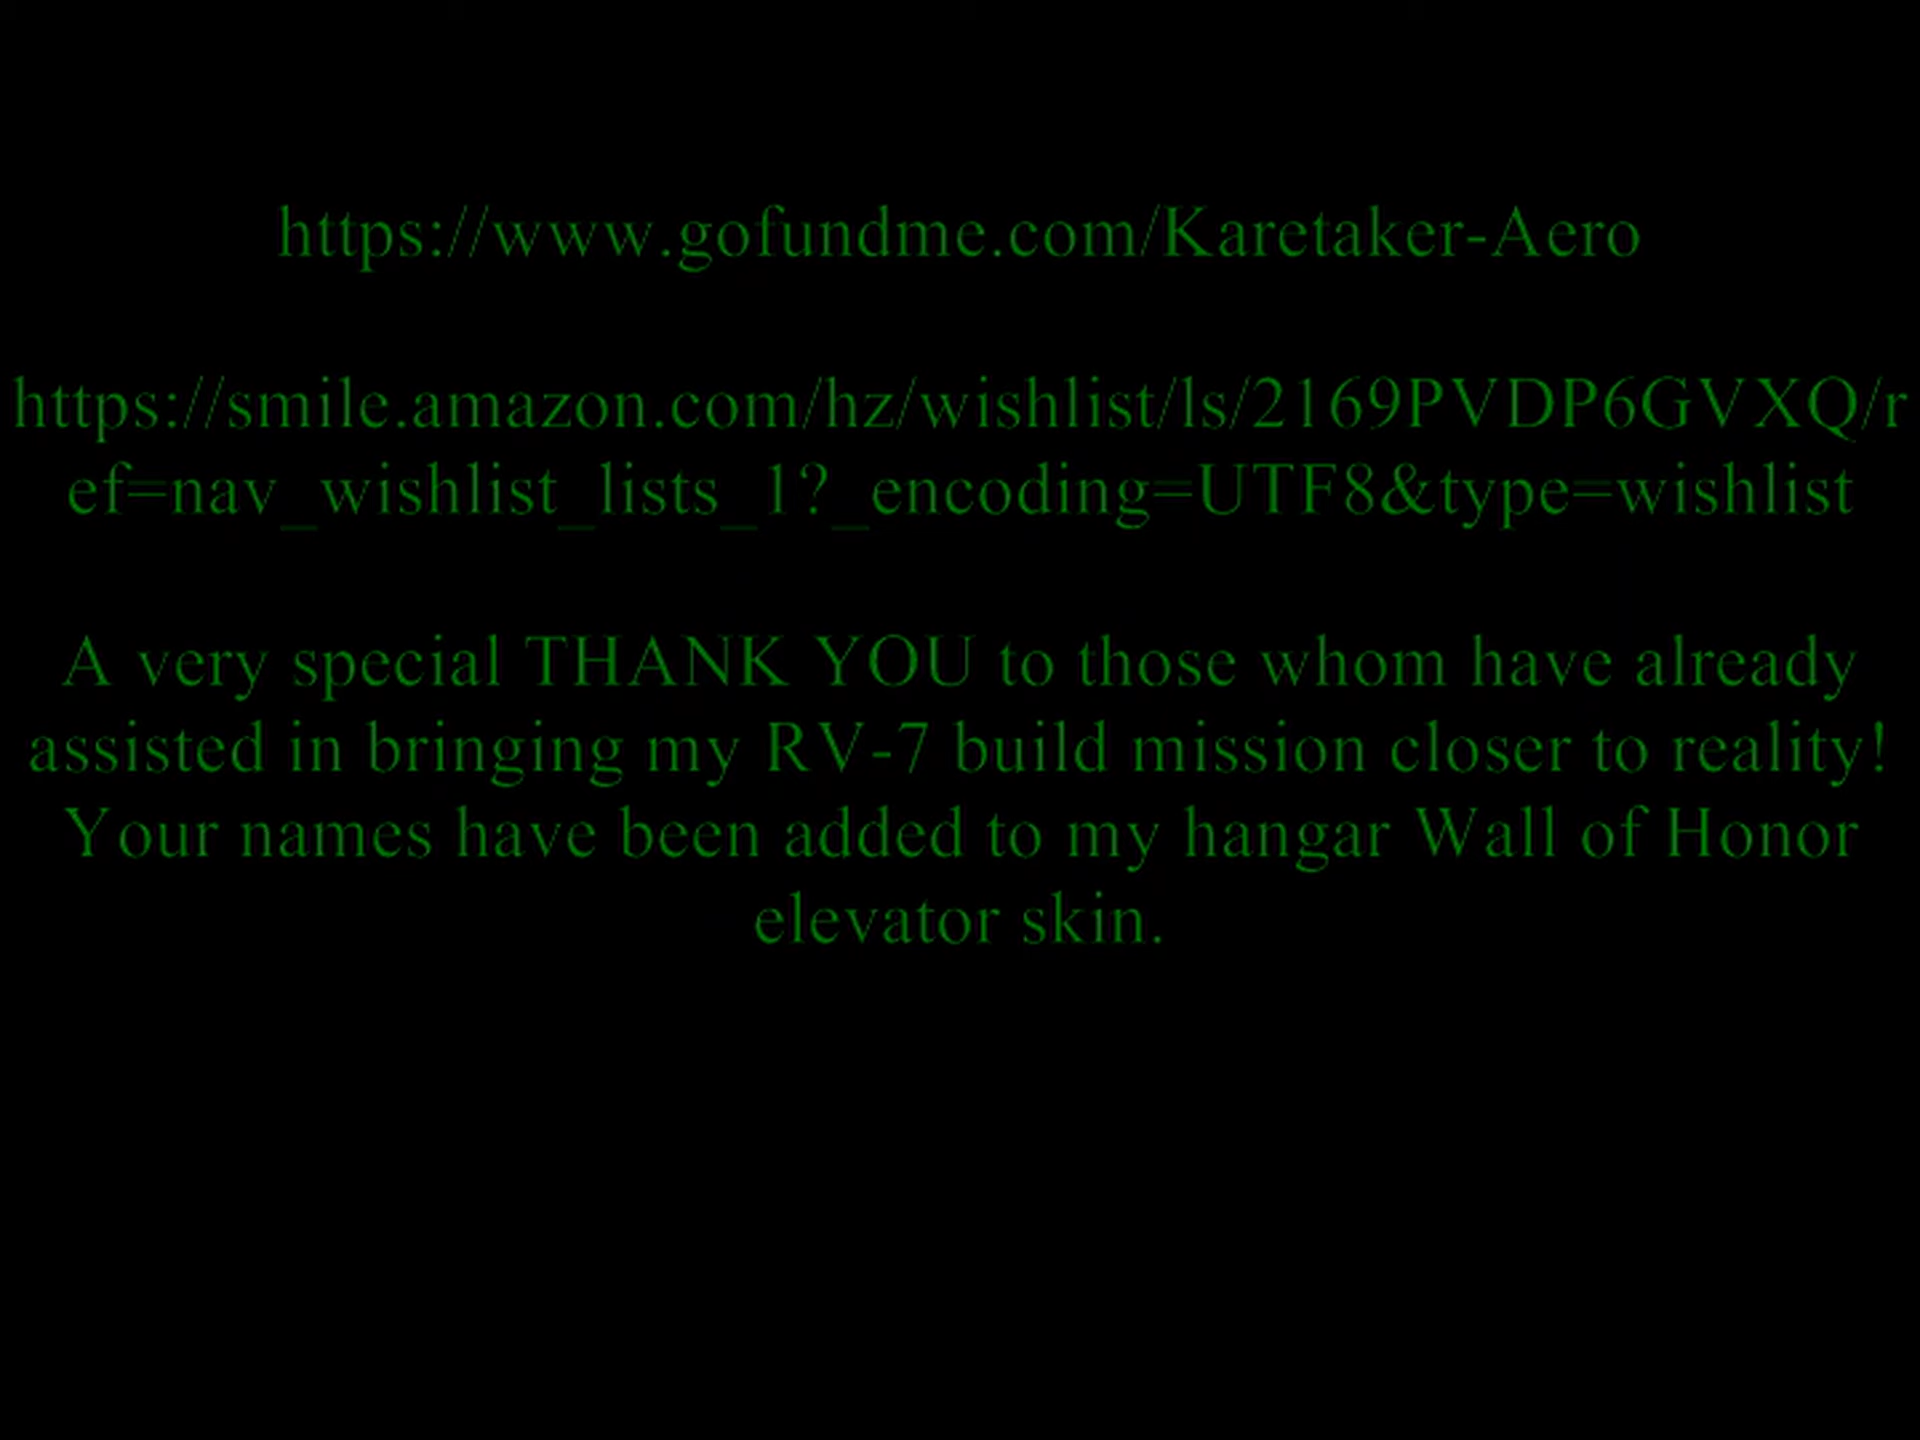 https://www.gofundme.com/Karetaker-Aero
https://smile.amazon.com/hz/wishlist/ls/2169PVDP6GVXQ/r
ef=nav_wishlist_lists_1?_encoding=UTF8&type=wishlist
A very special THANK YOU to those whom have already
assisted in bringing my RV-7 build mission closer to reality!
Your names have been added to my hangar Wall of Honor
elevator skin.